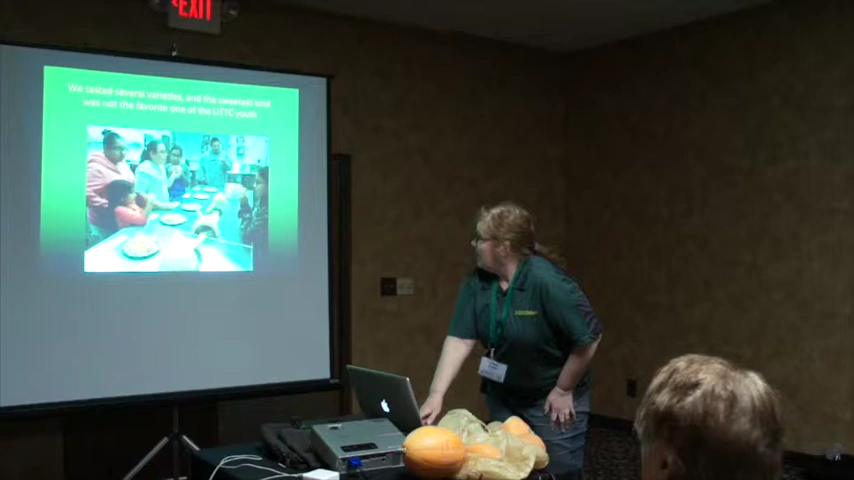 EXIT
We tasted several varieties, and the sweetest kind
was not the favorite one of the UTTC youth